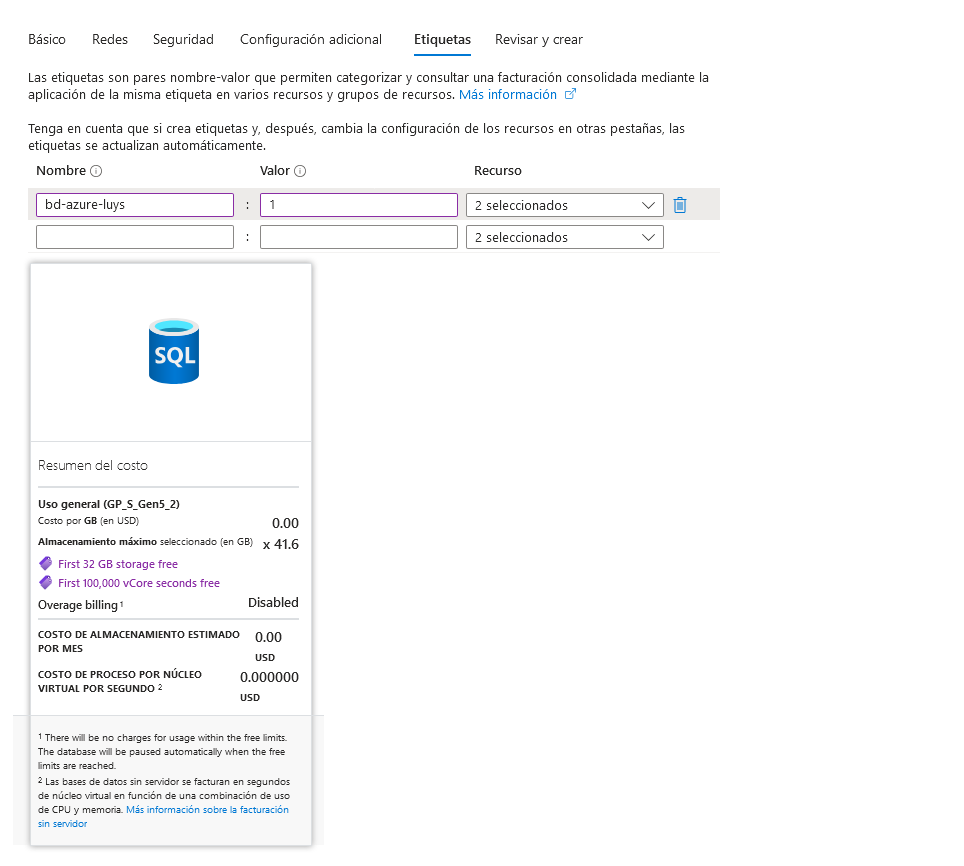 Básico Redes Seguridad Configuración adicional Etiquetas Revisar y crear
Las etiquetas son pares nombre-valor que permiten categorizar y consultar una facturación consolidada mediante la
aplicación de la misma etiqueta en varios recursos y grupos de recursos. Más información
Tenga en cuenta que si crea etiquetas y, después, cambia la configuración de los recursos en otras pestañas, las
etiquetas se actualizan automáticamente.
Nombre Valor Recurso
bd-azure-luys : 1 2 seleccionados
: 2 seleccionados
SQL
Resumen del costo
Uso general (GP_S_Gen5_2)
Costo por GB (en USD) 0.00
Almacenamiento máximo seleccionado (en GB) x 41.6
First 32 GB storage free
First 100,000 vCore seconds free
Overage billing 1 Disabled
COSTO DE ALMACENAMIENTO ESTIMADO 0.00
POR MES USD
COSTO DE PROCESO POR NÚCLEO 0.000000
VIRTUAL POR SEGUNDO 2 USD
1 There will be no charges for usage within the free limits.
The database will be paused automatically when the free
limits are reached.
2 Las bases de datos sin servidor se facturan en segundos
de núcleo virtual en función de una combinación de uso
de CPU y memoria. Más información sobre la facturación
sin servidor